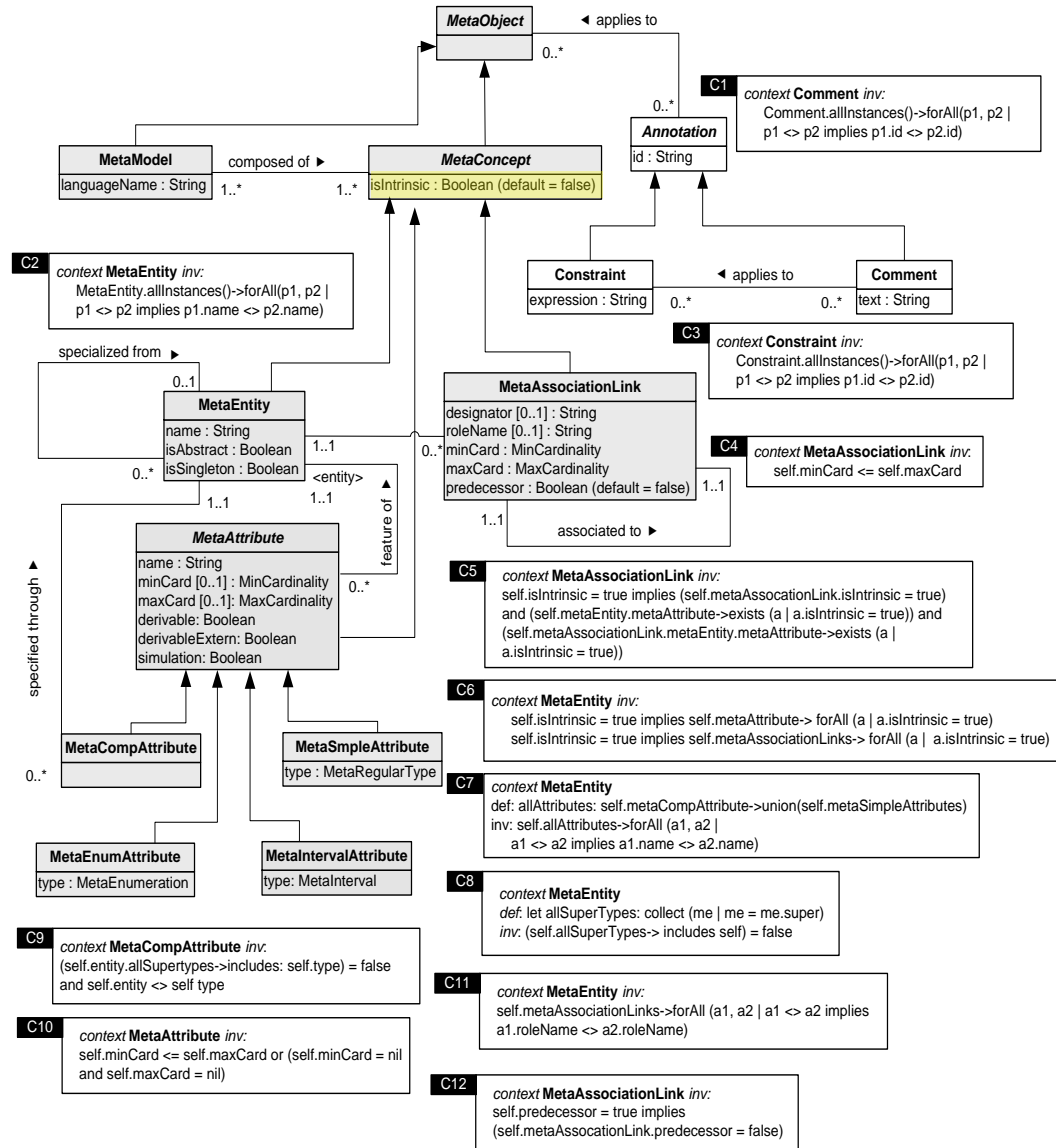 MetaObject
◄ applies to
0..*
0..*
C1
context Comment inv:
Comment.allInstances()->forAll(p1, p2 |
p1 <> p2 implies p1.id <> p2.id)
Annotation
id : String
MetaModel
languageName : String
composed of ►
1..*
1..*
MetaConcept
isIntrinsic : Boolean (default = false)
C2
context MetaEntity inv:
MetaEntity.allInstances()->forAll(p1, p2 |
p1 <> p2 implies p1.name <> p2.name)
Constraint
expression : String
◄ applies to
0..*
0..*
Comment
text : String
C3
context Constraint inv:
Constraint.allInstances()->forAll(p1, p2 |
p1 <> p2 implies p1.id <> p2.id)
specialized from ►
0..1
0..*
MetaEntity
name : String
isAbstract : Boolean
isSingleton : Boolean
1..1
0..*
MetaAssociationLink
designator [0..1] : String
roleName [0..1] : String
minCard : MinCardinality
maxCard : MaxCardinality
predecessor : Boolean (default = false)
1..1
1..1
associated to ►
C4
context MetaAssociationLink inv:
self.minCard <= self.maxCard
<entity>
1..1
1..1
feature of ►
0..*
MetaAttribute
name : String
minCard [0..1] : MinCardinality
maxCard [0..1]: MaxCardinality
derivable: Boolean
derivableExtern: Boolean
simulation: Boolean
C5
context MetaAssociationLink inv:
self.isIntrinsic = true implies (self.metaAssocationLink.isIntrinsic = true)
and (self.metaEntity.metaAttribute->exists (a | a.isIntrinsic = true)) and
(self.metaAssociationLink.metaEntity.metaAttribute->exists (a |
a.isIntrinsic = true))
specified through ►
0..*
C6
context MetaEntity inv:
self.isIntrinsic = true implies self.metaAttribute-> forAll (a | a.isIntrinsic = true)
self.isIntrinsic = true implies self.metaAssociationLinks-> forAll (a | a.isIntrinsic = true)
MetaCompAttribute
MetaSmpleAttribute
type : MetaRegularType
C7
context MetaEntity
def: allAttributes: self.metaCompAttribute->union(self.metaSimpleAttributes)
inv: self.allAttributes->forAll (a1, a2 |
a1 <> a2 implies a1.name <> a2.name)
MetaEnumAttribute
type : MetaEnumeration
MetaIntervalAttribute
type: MetaInterval
C8
context MetaEntity
def: let allSuperTypes: collect (me | me = me.super)
inv: (self.allSuperTypes-> includes self) = false
C9
context MetaCompAttribute inv:
(self.entity.allSupertypes->includes: self.type) = false
and self.entity <> self type
C10
context MetaAttribute inv:
self.minCard <= self.maxCard or (self.minCard = nil
and self.maxCard = nil)
C11
context MetaEntity inv:
self.metaAssociationLinks->forAll (a1, a2 | a1 <> a2 implies
a1.roleName <> a2.roleName)
C12
context MetaAssociationLink inv:
self.predecessor = true implies
(self.metaAssocationLink.predecessor = false)